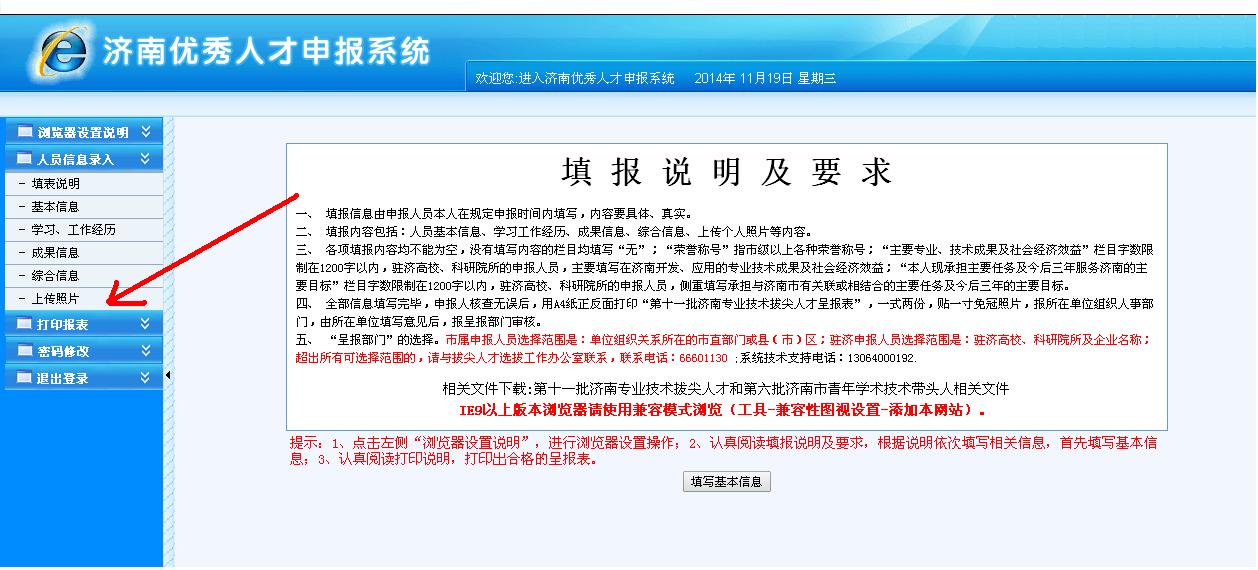 济南优秀人才申报系统
欢迎您:进入济南优秀人才申报系统 2014年 11月19日 星期三
浏览器设置说明
人员信息录入
- 填表说明
- 基本信息
- 学习、工作经历
- 成果信息
- 综合信息
- 上传照片
打印报表
密码修改
退出登录
填报说明及要求
一、 填报信息由申报人员本人在规定申报时间内填写，内容要具体、真实。
二、 填报内容包括：人员基本信息、学习工作经历、成果信息、综合信息、上传个人照片等内容。
三、 各项填报内容均不能为空，没有填写内容的栏目均填写“无”；“荣誉称号”指市级以上各种荣誉称号；“主要专业、技术成果及社会经济效益”栏目字数限
制在1200字以内，驻济高校、科研院所的申报人员，主要填写在济南开发、应用的专业技术成果及社会经济效益；“本人现承担主要任务及今后三年服务济南的主
要目标”栏目字数限制在1200字以内，驻济高校、科研院所的申报人员，侧重填写承担与济南市有关联或相结合的主要任务及今后三年的主要目标。
四、 全部信息填写完毕，申报人核查无误后，用A4纸正反面打印“第十一批济南专业技术拔尖人才呈报表”，一式两份，贴一寸免冠照片，报所在单位组织人事部
门，由所在单位填写意见后，报呈报部门审核。
五、 “呈报部门”的选择。市属申报人员选择范围是：单位组织关系所在的市直部门或县（市）区；驻济申报人员选择范围是：驻济高校、科研院所及企业名称；
超出所有可选择范围的，请与拔尖人才选拔工作办公室联系，联系电话：66601130 ;系统技术支持电话：13064000192.
相关文件下载:第十一批济南专业技术拔尖人才和第六批济南市青年学术技术带头人相关文件
IE9以上版本浏览器请使用兼容模式浏览（工具-兼容性图视设置-添加本网站）。
提示：1、点击左侧“浏览器设置说明”，进行浏览器设置操作；2、认真阅读填报说明及要求，根据说明依次填写相关信息，首先填写基本信
息；3、认真阅读打印说明，打印出合格的呈报表。
填写基本信息